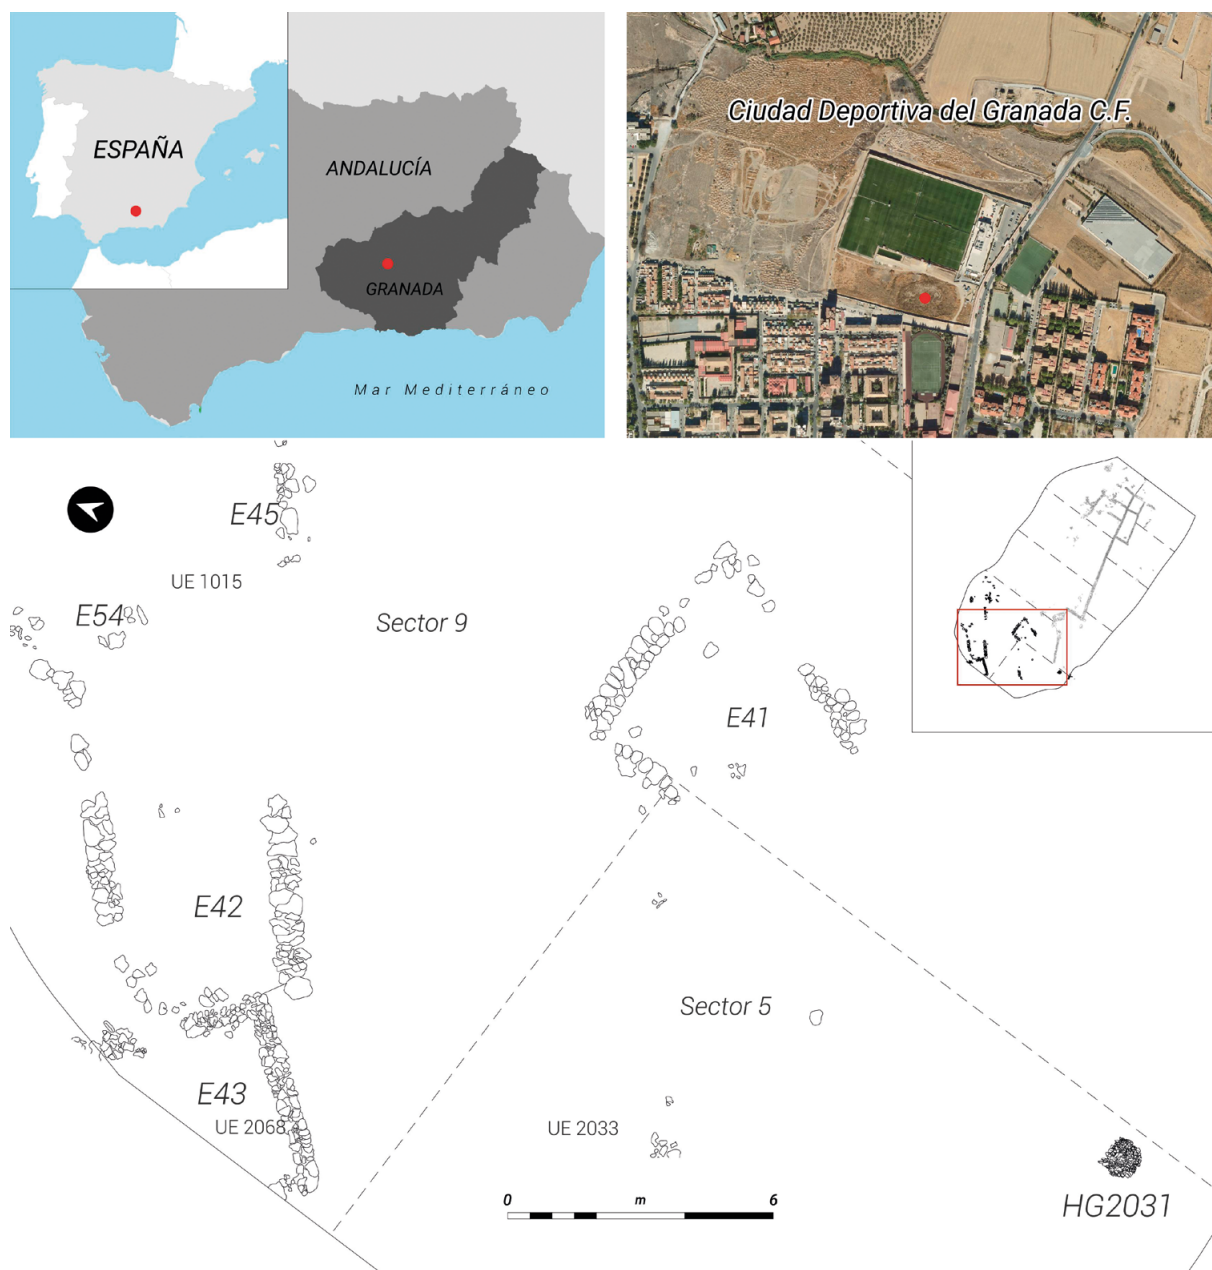 ESPAÑA
ANDALUCÍA
GRANADA
Mar Mediterráneo
Ciudad Deportiva del Granada C.F.
E45
UE 1015
E54
Sector 9
E41
E42
Sector 5
E43
UE 2068
UE 2033
0 m 6
HG2031